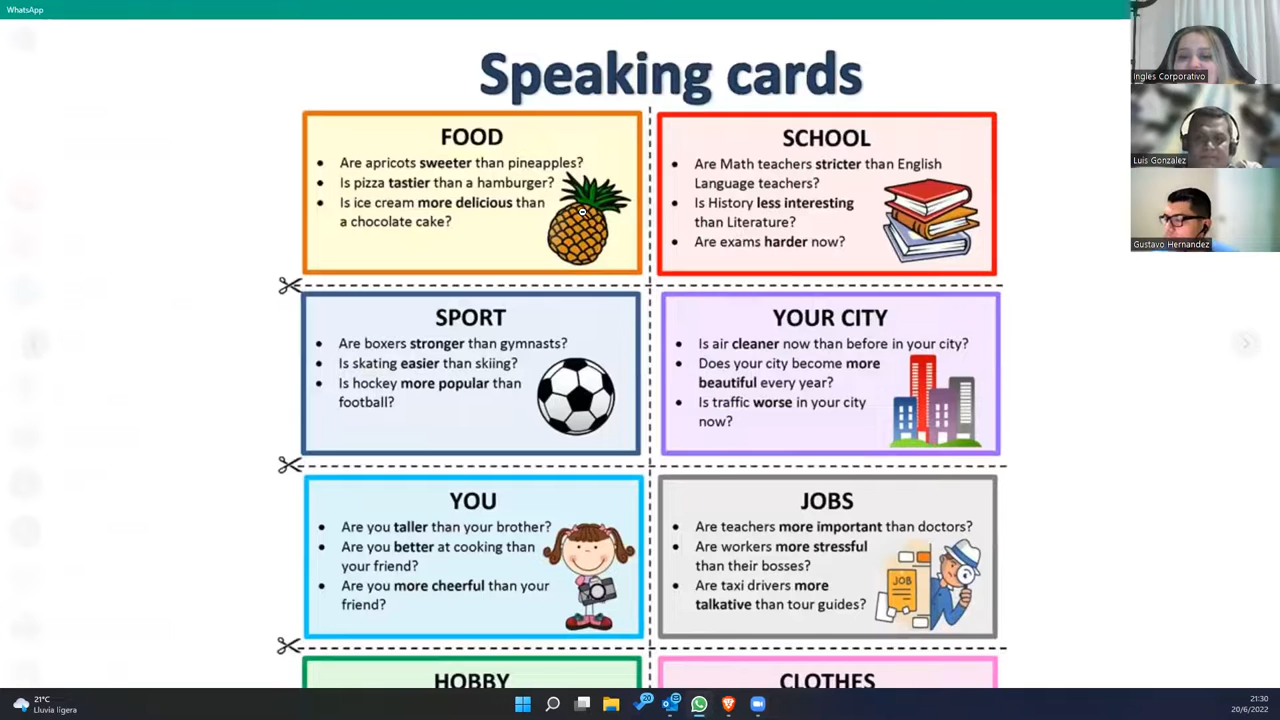 WhatsApp
Speaking cards
FOOD
Are apricots sweeter than pineapples?
Is pizza tastier than a hamburger?
Is ice cream more delicious than
a chocolate cake?
SCHOOL
Are Math teachers stricter than English
Language teachers?
Is History less interesting
than Literature?
Are exams harder now?
SPORT
Are boxers stronger than gymnasts?
Is skating easier than skiing?
Is hockey more popular than
football?
YOUR CITY
Is air cleaner now than before in your city?
Does your city become more
beautiful every year?
Is traffic worse in your city
now?
YOU
Are you taller than your brother?
Are you better at cooking than
your friend?
Are you more cheerful than your
friend?
JOBS
Are teachers more important than doctors?
Are workers more stressful
than their bosses?
Are taxi drivers more
talkative than tour guides?
JOB
HOBBY
CLOTHES
Ingles Corporativo
Luis Gonzalez
Gustavo Hernandez
21°C
Lluvia ligera
20
21:30
20/6/2022